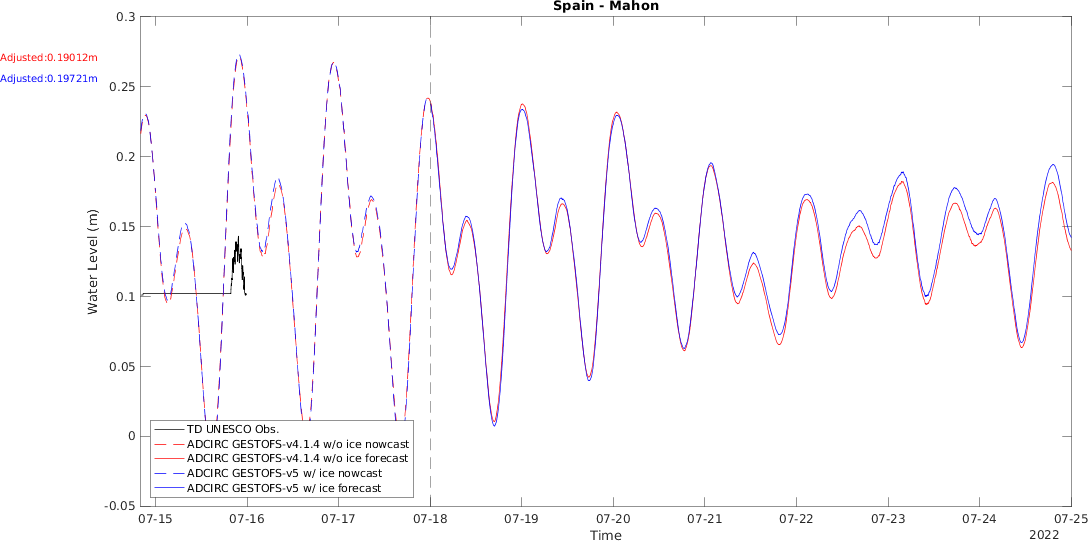 Spain - Mahon
Adjusted:0.19012m
Adjusted:0.19721m
Water Level (m)
0.3
0.25
0.2
0.15
0.1
0.05
0
-0.05
TD UNESCO Obs.
ADCIRC GESTOFS-v4.1.4 w/o ice nowcast
ADCIRC GESTOFS-v4.1.4 w/o ice forecast
ADCIRC GESTOFS-v5 w/ ice nowcast
ADCIRC GESTOFS-v5 w/ ice forecast
07-15 07-16 07-17 07-18 07-19 07-20 07-21 07-22 07-23 07-24 07-25
Time
2022